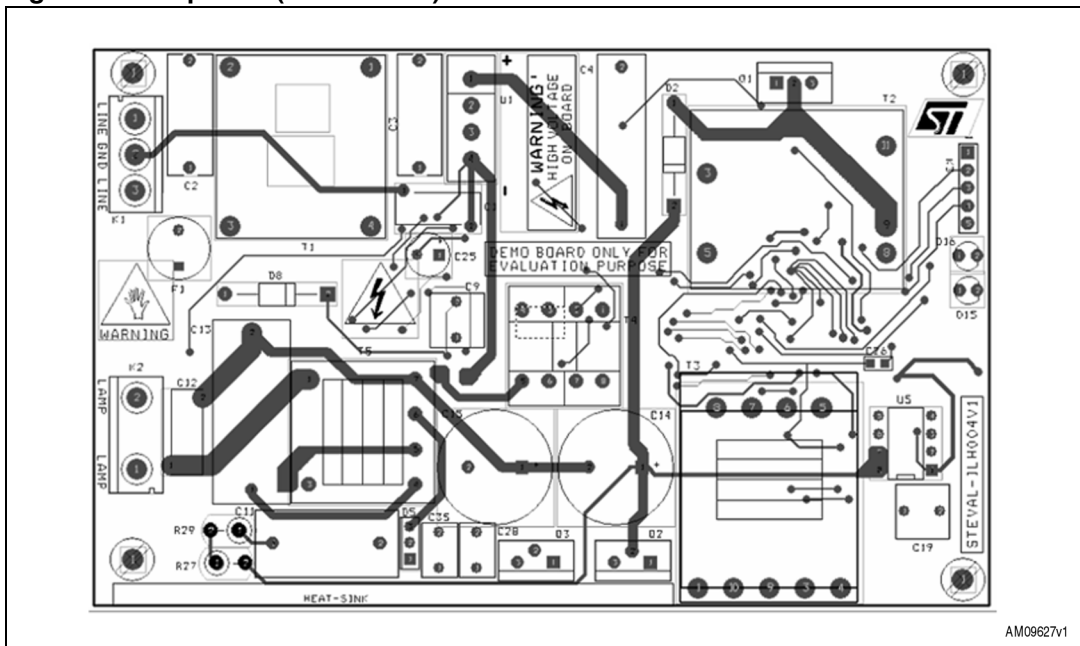 C4
Q1
D2
U1
T2
WARNING!
HIGH VOLTAGE
ON BOARD
+
-
ST
LINE GND LINE
K1
C2
C3
T1
F1
C25
DEMO BOARD ONLY FOR
EVALUATION PURPOSE
D16
D15
D8
C9
T4
WARNING
C13
T5
K2
C12
C26
T3
LAMP
LAMP
C15
C14
U5
STEVAL-ILH004V1
R29
C11
D5
C35
C28
Q3
Q2
C19
R27
HEAT-SINK
AM09627v1